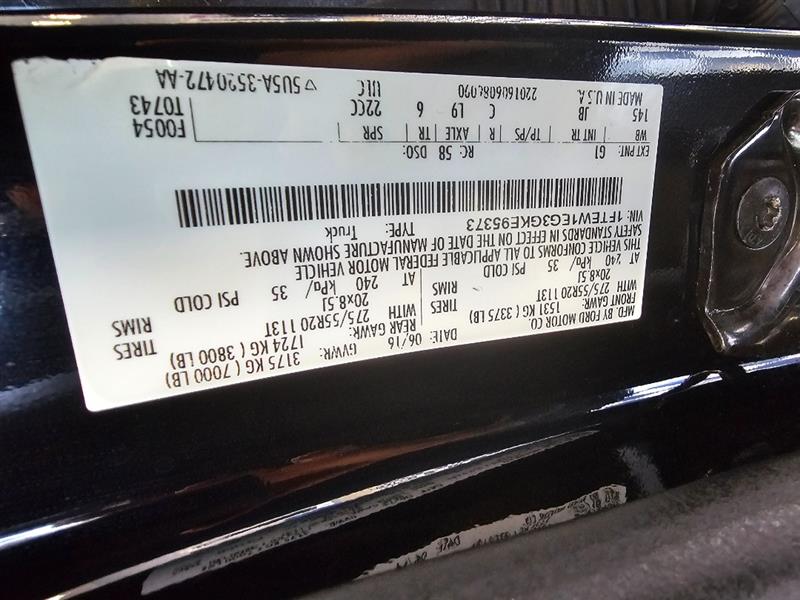 MFD. BY FORD MOTOR CO.
DATE: 06/16 GVWR: 3175 KG ( 7000 LB)
FRONT GAWR: 1531 KG ( 3375 LB) REAR GAWR: 1724 KG ( 3800 LB)
WITH 275/55R20 113T TIRES WITH 275/55R20 113T TIRES
20x8.5J RIMS 20x8.5J RIMS
AT 240 kPa/ 35 PSI COLD AT 240 kPa/ 35 PSI COLD
THIS VEHICLE CONFORMS TO ALL APPLICABLE FEDERAL MOTOR VEHICLE
SAFETY STANDARDS IN EFFECT ON THE DATE OF MANUFACTURE SHOWN ABOVE.
VIN: 1FTEW1EG3GKE95373 TYPE: Truck
EXT PNT: G1 RC: 58 DSO: F0054
WB INT TR TP/PS R AXLE TR SPR T0743
145 JB C L9 6 22CC
MADE IN U.S.A. UTC
▽5U5A-3520472-AA